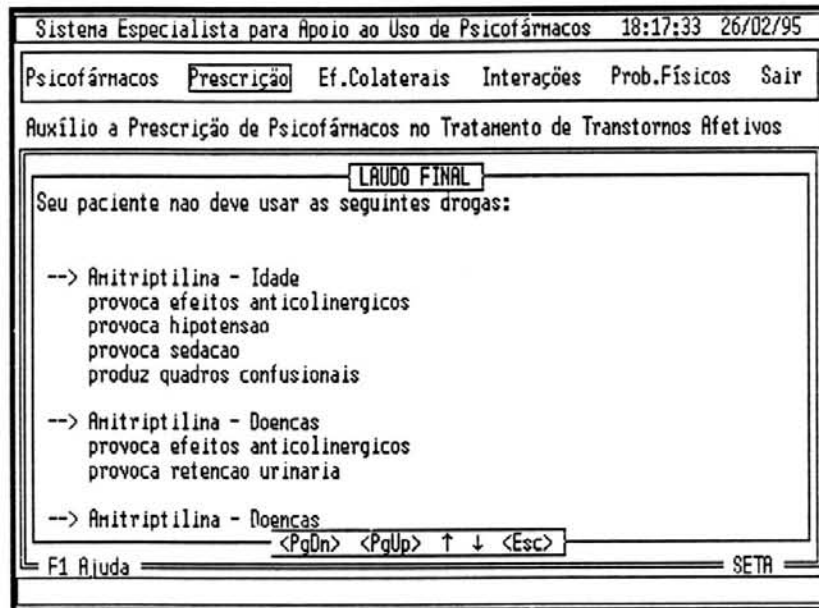 Sistema Especialista para Apoio ao Uso de Psicofármacos 18:17:33 26/02/95
Psicofármacos Prescrição Ef.Colaterais Interações Prob.Físicos Sair
Auxílio a Prescrição de Psicofármacos no Tratamento de Transtornos Afetivos
LAUDO FINAL
Seu paciente nao deve usar as seguintes drogas:
--> Amitriptilina - Idade
provoca efeitos anticolinergicos
provoca hipotensao
provoca sedacao
produz quadros confusionais
--> Amitriptilina - Doencas
provoca efeitos anticolinergicos
provoca retencao urinaria
--> Amitriptilina - Doencas
<PgDn> <PgUp> ↑ ↓ <Esc>
F1 Ajuda SETA